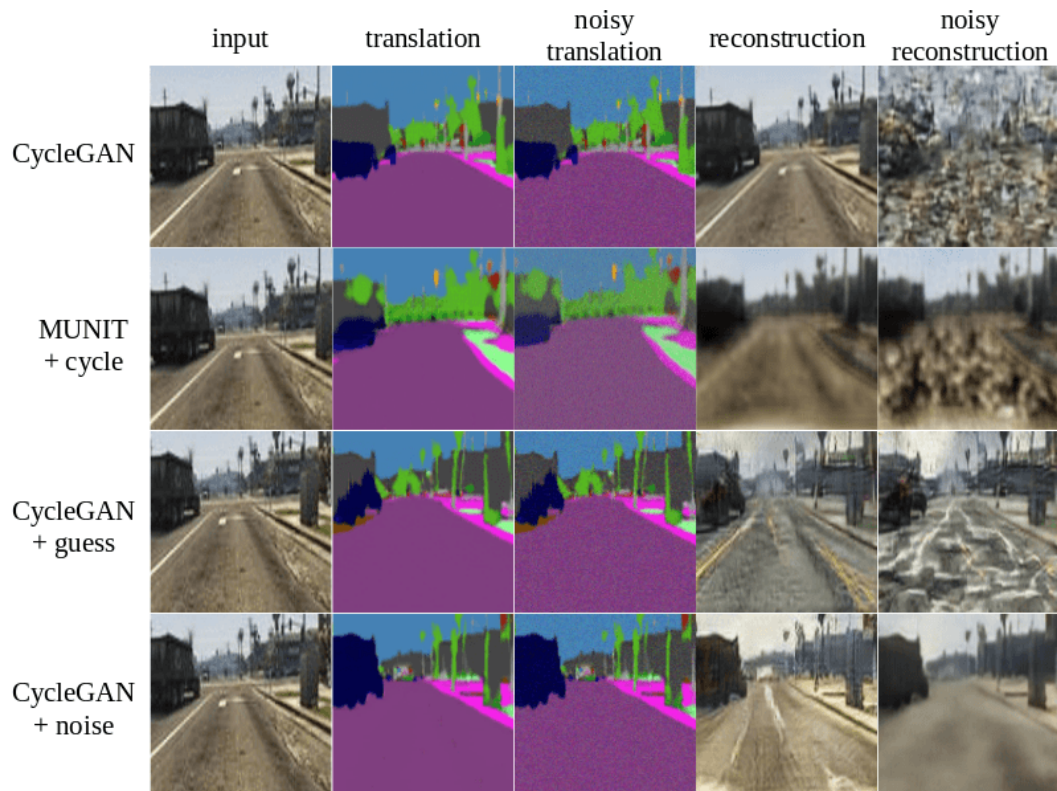 input
translation
noisy
translation
reconstruction
noisy
reconstruction
CycleGAN
MUNIT
+ cycle
CycleGAN
+ guess
CycleGAN
+ noise